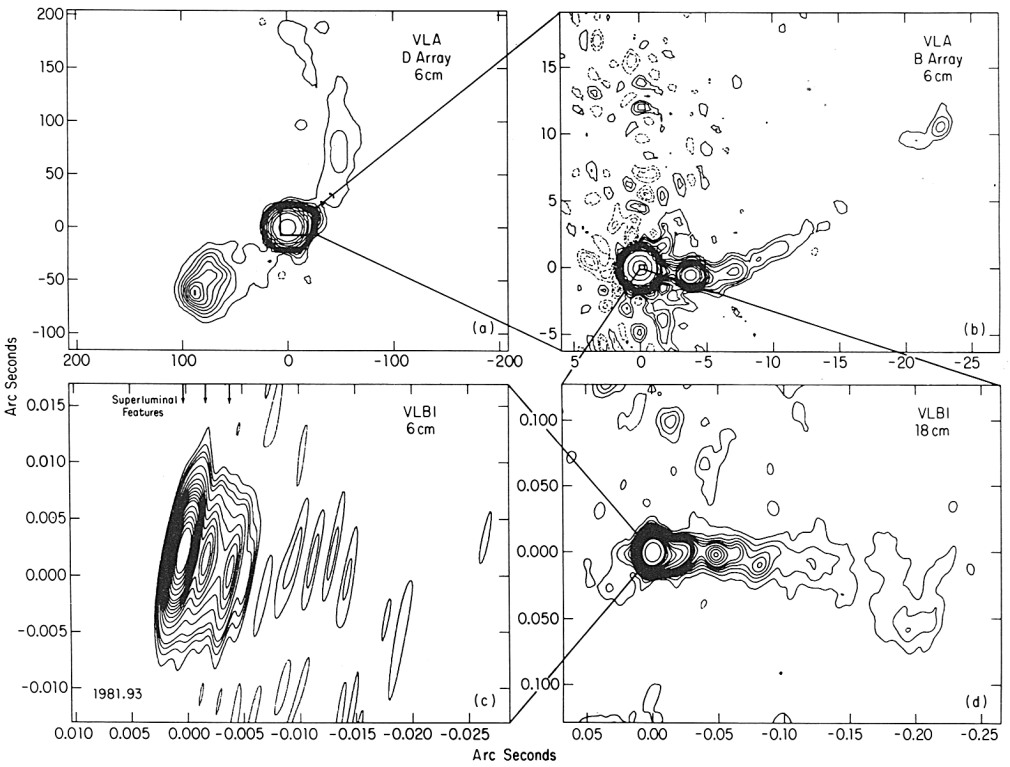 VLA
D Array
6cm
200
150
100
50
0
-50
-100
200
100
0
-100
-200
(a)
VLA
B Array
6cm
15
10
5
0
-5
5
0
-5
-10
-15
-20
-25
(b)
Arc Seconds
Superluminal
Features
VLBI
6cm
0.015
0.010
0.005
0.000
-0.005
-0.010
1981.93
(c)
0.010
0.005
0.000
-0.005
-0.010
-0.015
-0.020
-0.025
VLBI
18cm
0.100
0.050
0.000
0.050
0.100
(d)
0.05
0.00
-0.05
-0.10
-0.15
-0.20
-0.25
Arc Seconds